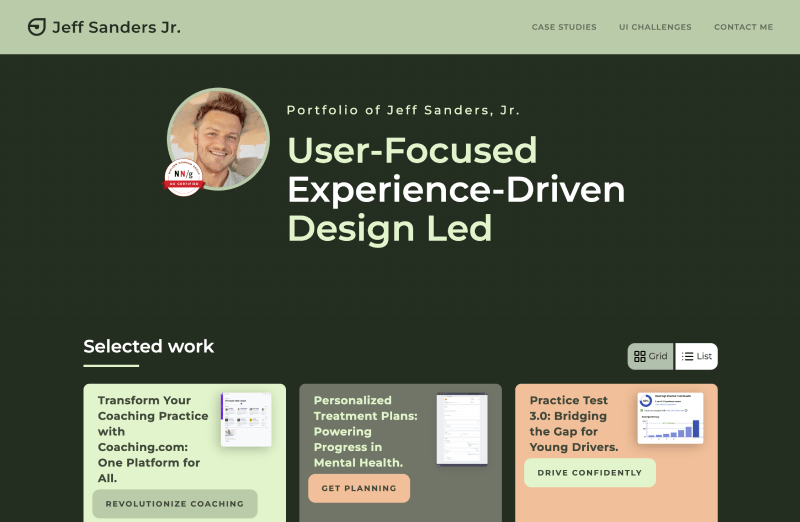 Jeff Sanders Jr.
CASE STUDIES
UI CHALLENGES
CONTACT ME
Portfolio of Jeff Sanders, Jr.
User-Focused
Experience-Driven
Design Led
NN/g
UX CERTIFIED
Selected work
Grid
List
Transform Your
Coaching Practice
with
Coaching.com:
One Platform for
All.
REVOLUTIONIZE COACHING
Personalized
Treatment Plans:
Powering
Progress in
Mental Health.
GET PLANNING
Practice Test
3.0: Bridging
the Gap for
Young Drivers.
DRIVE CONFIDENTLY